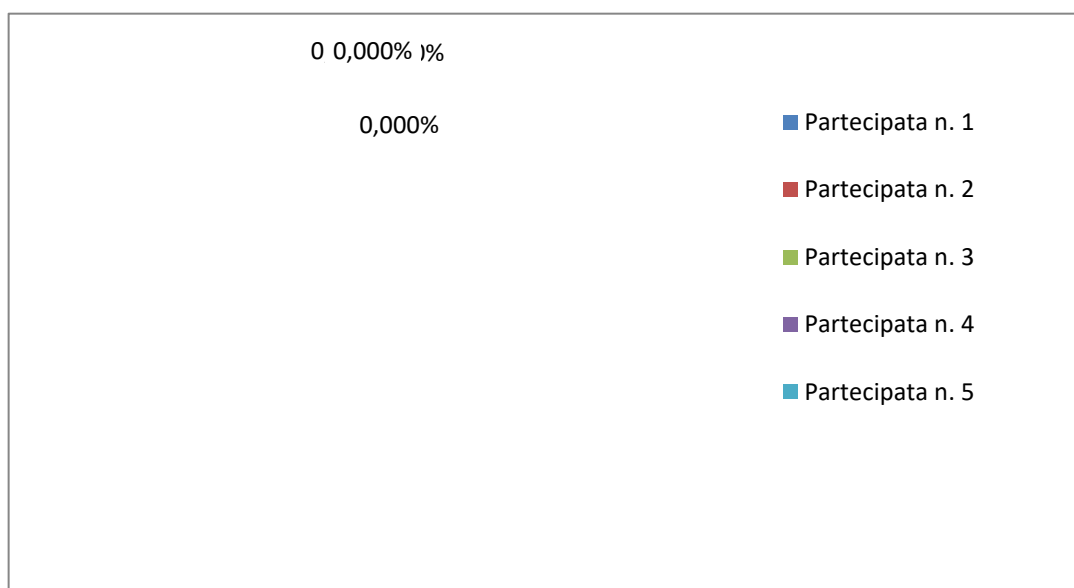 0 0,000% %
0,000%
Partecipata n. 1
Partecipata n. 2
Partecipata n. 3
Partecipata n. 4
Partecipata n. 5